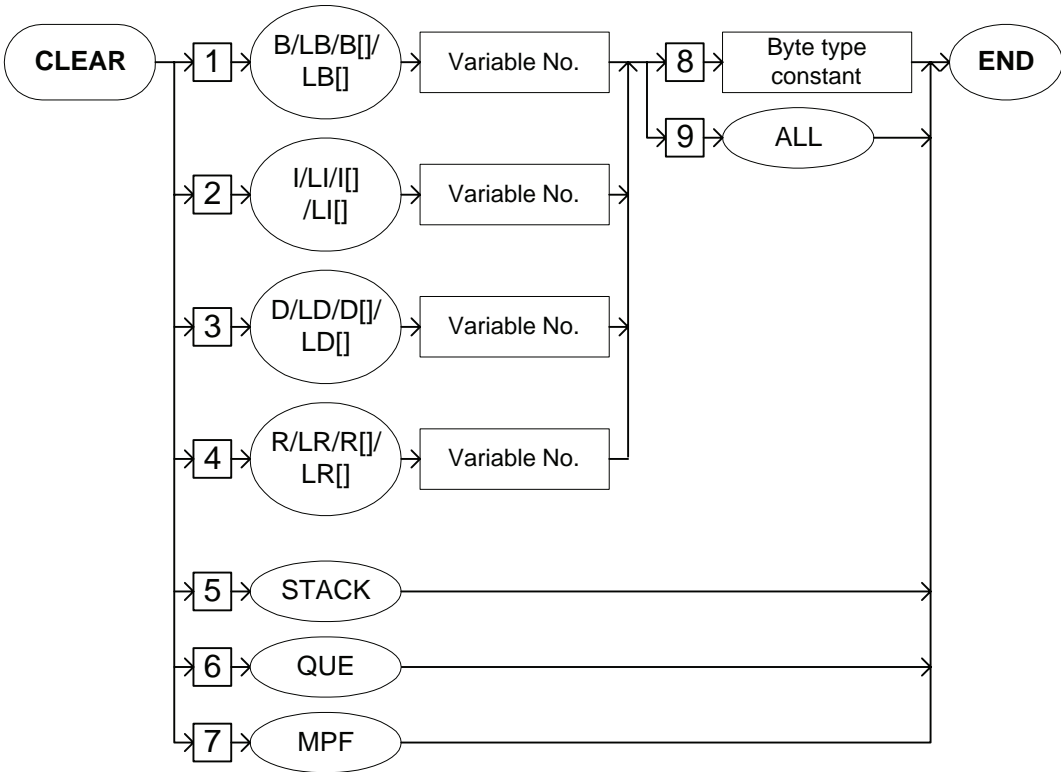 CLEAR
1
B/LB/B[]/
LB[]
Variable No.
8
Byte type
constant
END
9
ALL
2
I/LI/I[]
/LI[]
Variable No.
3
D/LD/D[]/
LD[]
Variable No.
4
R/LR/R[]/
LR[]
Variable No.
5
STACK
6
QUE
7
MPF